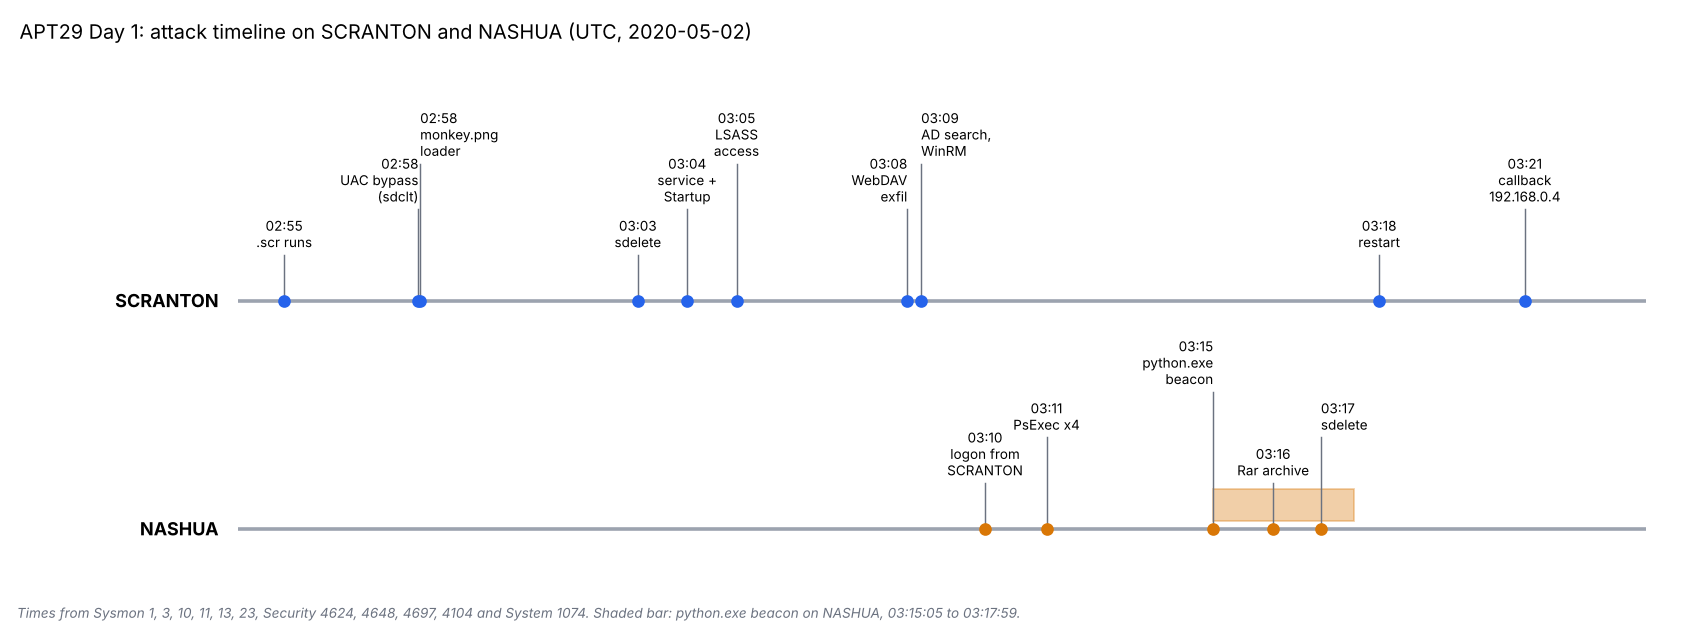 APT29 Day 1: attack timeline on SCRANTON and NASHUA (UTC, 2020-05-02)
02:55
.scr runs
02:58
UAC bypass
(sdclt)
02:58
monkey.png
loader
03:03
sdelete
03:04
service +
Startup
03:05
LSASS
access
03:08
WebDAV
exfil
03:09
AD search,
WinRM
03:18
restart
03:21
callback
192.168.0.4
SCRANTON
03:10
logon from
SCRANTON
03:11
PsExec x4
03:15
python.exe
beacon
03:16
Rar archive
03:17
sdelete
NASHUA
Times from Sysmon 1, 3, 10, 11, 13, 23, Security 4624, 4648, 4697, 4104 and System 1074. Shaded bar: python.exe beacon on NASHUA, 03:15:05 to 03:17:59.